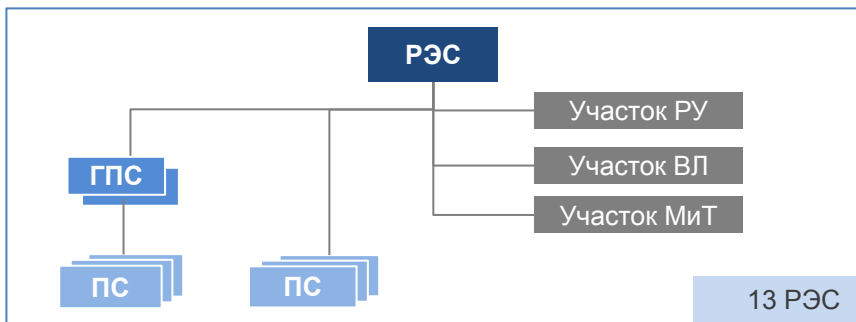 РЭС
Участок РУ
Участок ВЛ
ГПС
Участок МиТ
ПС
ПС
13 РЭС